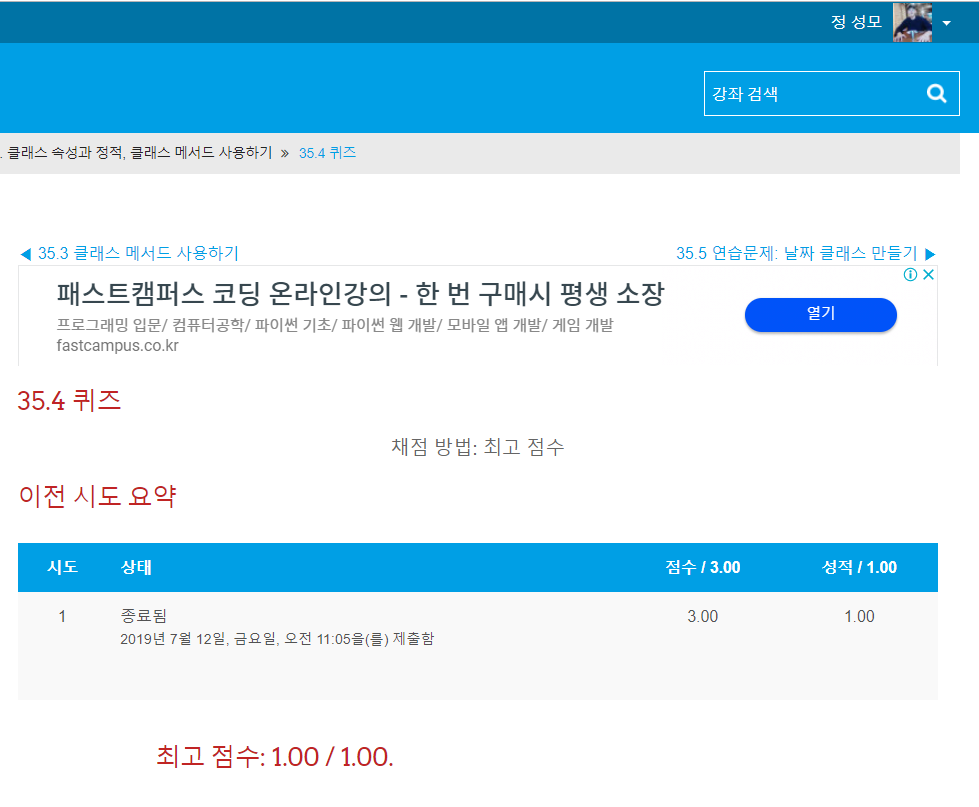 정 성모
강좌 검색
. 클래스 속성과 정적, 클래스 메서드 사용하기 » 35.4 퀴즈
◀ 35.3 클래스 메서드 사용하기
35.5 연습문제: 날짜 클래스 만들기 ▶
패스트캠퍼스 코딩 온라인강의 - 한 번 구매시 평생 소장
프로그래밍 입문/ 컴퓨터공학/ 파이썬 기초/ 파이썬 웹 개발/ 모바일 앱 개발/ 게임 개발
fastcampus.co.kr
열기
35.4 퀴즈
채점 방법: 최고 점수
이전 시도 요약
시도 상태 점수 / 3.00 성적 / 1.00
1 종료됨 3.00 1.00
2019년 7월 12일, 금요일, 오전 11:05을(를) 제출함
최고 점수: 1.00 / 1.00.